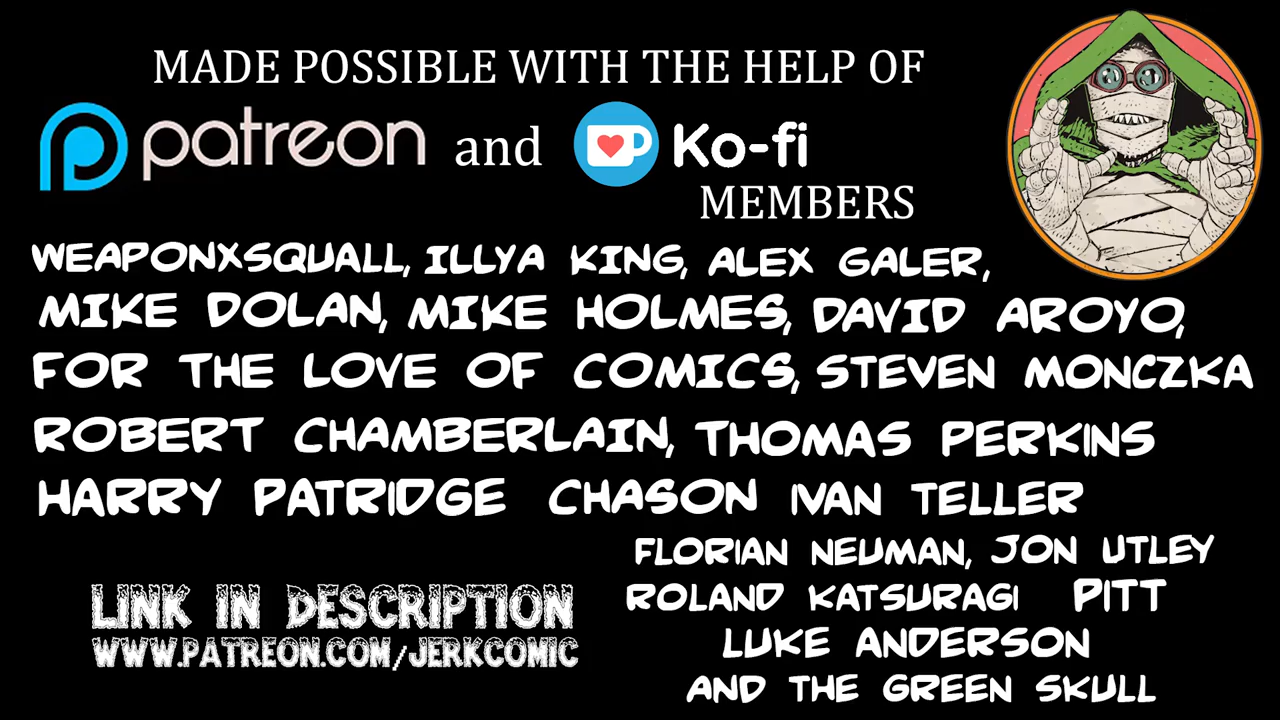 MADE POSSIBLE WITH THE HELP OF
patreon and Ko-fi
MEMBERS
WEAPONXSQUALL, ILLYA KING, ALEX GALER,
MIKE DOLAN, MIKE HOLMES, DAVID AROYO,
FOR THE LOVE OF COMICS, STEVEN MONCZKA
ROBERT CHAMBERLAIN, THOMAS PERKINS
HARRY PATRIDGE CHASON IVAN TELLER
FLORIAN NEUMAN, JON UTLEY
ROLAND KATSURAGI PITT
LUKE ANDERSON
AND THE GREEN SKULL
LINK IN DESCRIPTION
WWW.PATREON.COM/JERKCOMIC